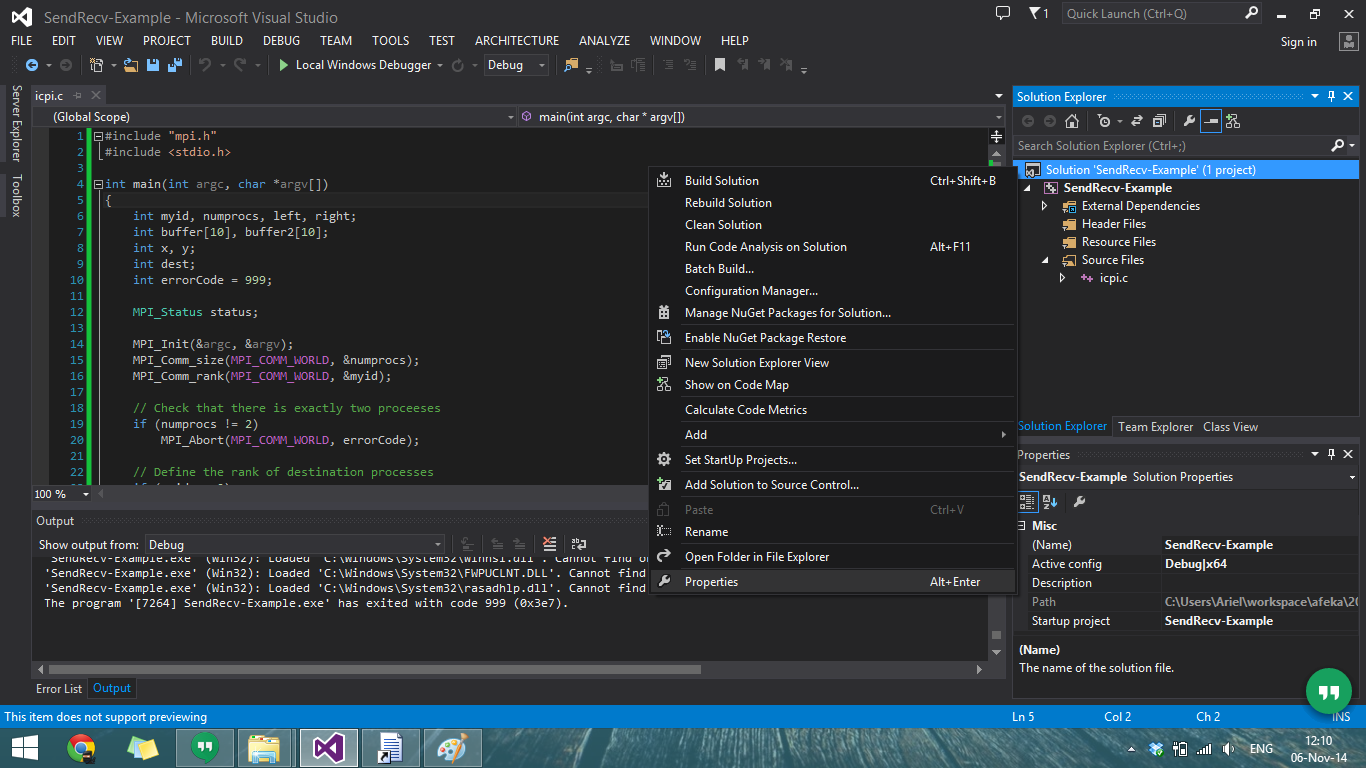 SendRecv-Example - Microsoft Visual Studio
1
Quick Launch (Ctrl+Q)
FILE EDIT VIEW PROJECT BUILD DEBUG TEAM TOOLS TEST ARCHITECTURE ANALYZE WINDOW HELP
Sign in
Local Windows Debugger
Debug
Server Explorer
Toolbox
icpi.c
(Global Scope)
main(int argc, char * argv[])
1 #include "mpi.h"
2 #include <stdio.h>
3
4 int main(int argc, char *argv[])
5 {
6 int myid, numprocs, left, right;
7 int buffer[10], buffer2[10];
8 int x, y;
9 int dest;
10 int errorCode = 999;
11
12 MPI_Status status;
13
14 MPI_Init(&argc, &argv);
15 MPI_Comm_size(MPI_COMM_WORLD, &numprocs);
16 MPI_Comm_rank(MPI_COMM_WORLD, &myid);
17
18 // Check that there is exactly two proceeses
19 if (numprocs != 2)
20 MPI_Abort(MPI_COMM_WORLD, errorCode);
21
22 // Define the rank of destination processes
100 %
Build Solution Ctrl+Shift+B
Rebuild Solution
Clean Solution
Run Code Analysis on Solution Alt+F11
Batch Build...
Configuration Manager...
Manage NuGet Packages for Solution...
Enable NuGet Package Restore
New Solution Explorer View
Show on Code Map
Calculate Code Metrics
Add
Set StartUp Projects...
Add Solution to Source Control...
Paste Ctrl+V
Rename
Open Folder in File Explorer
Properties Alt+Enter
Solution Explorer
Search Solution Explorer (Ctrl+;)
Solution 'SendRecv-Example' (1 project)
SendRecv-Example
External Dependencies
Header Files
Resource Files
Source Files
icpi.c
Solution Explorer Team Explorer Class View
Properties
SendRecv-Example Solution Properties
Misc
(Name) SendRecv-Example
Active config Debug|x64
Description
Path C:\Users\Ariel\workspace\afeka\20
Startup project SendRecv-Example
(Name)
The name of the solution file.
Output
Show output from: Debug
'SendRecv-Example.exe' (Win32): Loaded 'C:\Windows\System32\winnsi.dll'. Cannot find o
'SendRecv-Example.exe' (Win32): Loaded 'C:\Windows\System32\FWPUCLNT.DLL'. Cannot find
'SendRecv-Example.exe' (Win32): Loaded 'C:\Windows\System32\rasadhlp.dll'. Cannot find
The program '[7264] SendRecv-Example.exe' has exited with code 999 (0x3e7).
Error List Output
This item does not support previewing
Ln 5 Col 2 Ch 2 INS
ENG
12:10
06-Nov-14